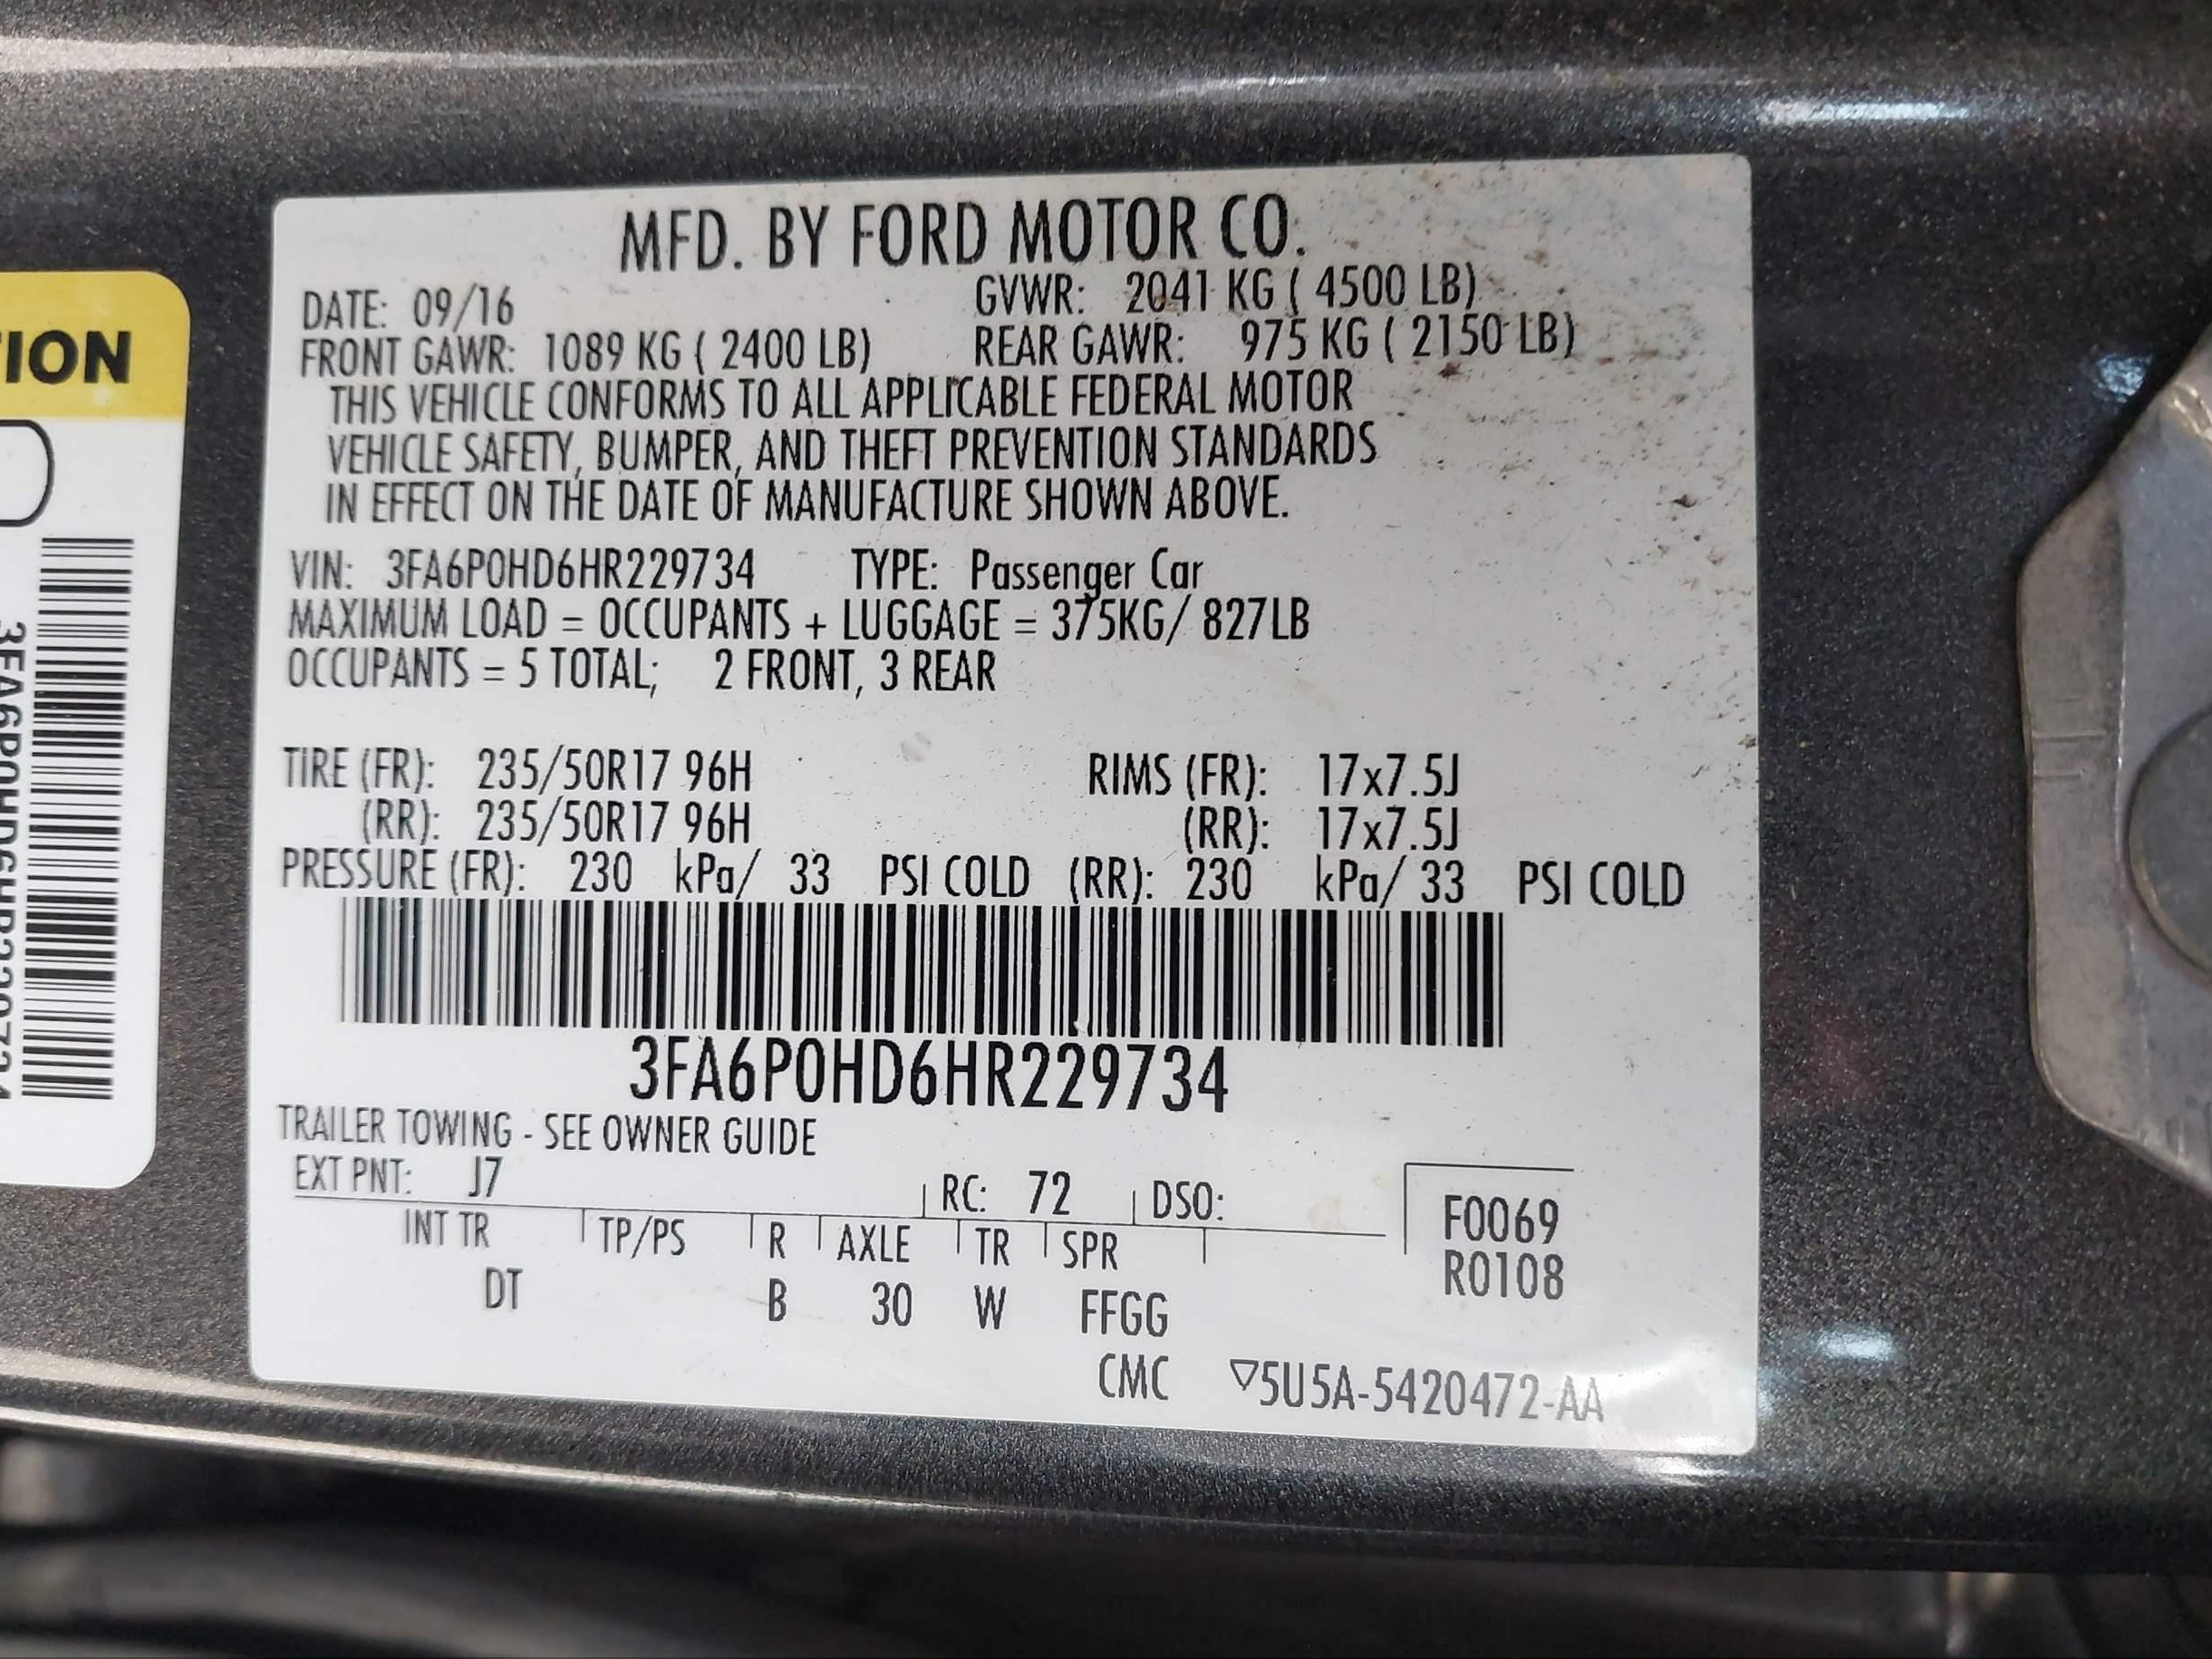 MFD. BY FORD MOTOR CO.
DATE: 09/16 GVWR: 2041 KG ( 4500 LB)
FRONT GAWR: 1089 KG ( 2400 LB) REAR GAWR: 975 KG ( 2150 LB)
THIS VEHICLE CONFORMS TO ALL APPLICABLE FEDERAL MOTOR
VEHICLE SAFETY, BUMPER, AND THEFT PREVENTION STANDARDS
IN EFFECT ON THE DATE OF MANUFACTURE SHOWN ABOVE.
VIN: 3FA6P0HD6HR229734 TYPE: Passenger Car
MAXIMUM LOAD = OCCUPANTS + LUGGAGE = 375KG/ 827LB
OCCUPANTS = 5 TOTAL; 2 FRONT, 3 REAR
TIRE (FR): 235/50R17 96H RIMS (FR): 17x7.5J
(RR): 235/50R17 96H (RR): 17x7.5J
PRESSURE (FR): 230 kPa/ 33 PSI COLD (RR): 230 kPa/ 33 PSI COLD
3FA6P0HD6HR229734
TRAILER TOWING - SEE OWNER GUIDE
EXT PNT: J7 RC: 72 DSO:
INT TR TP/PS R AXLE TR SPR
DT B 30 W FFGG
CMC ▽5U5A-5420472-AA
F0069
R0108
ION
3FA6P0HD6HR229734